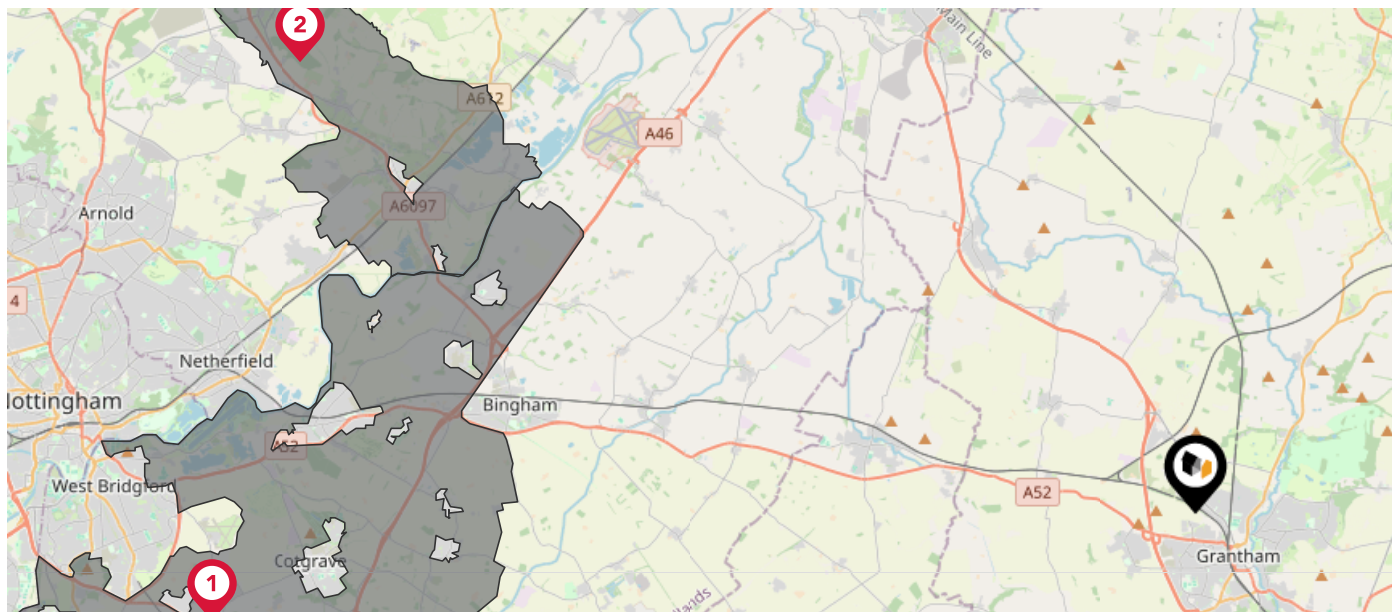 2
Main Line
A612
A46
Arnold
A6097
4
Netherfield
Nottingham
Bingham
A52
West Bridgford
A52
Cotgrave
Grantham
1